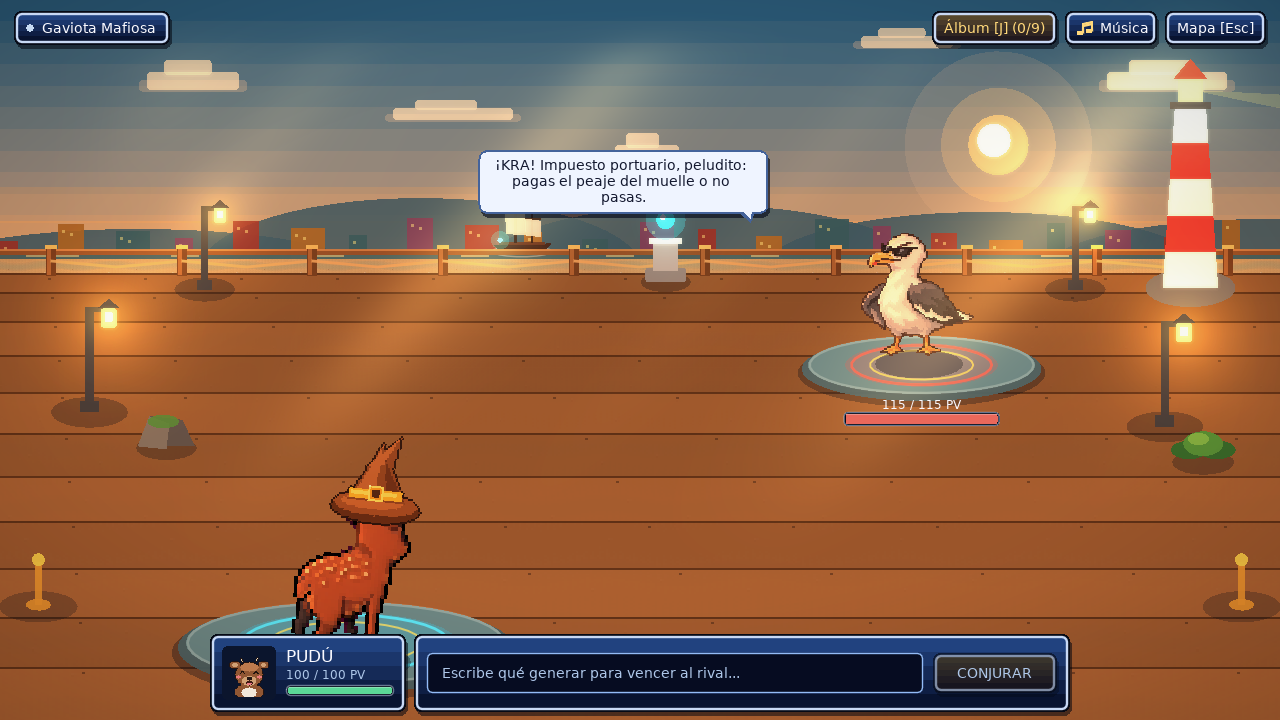 Gaviota Mafiosa
Álbum [J] (0/9)
Música
Mapa [Esc]
¡KRA! Impuesto portuario, peludito:
pagas el peaje del muelle o no
pasas.
115 / 115 PV
PUDÚ
100 / 100 PV
Escribe qué generar para vencer al rival...
CONJURAR